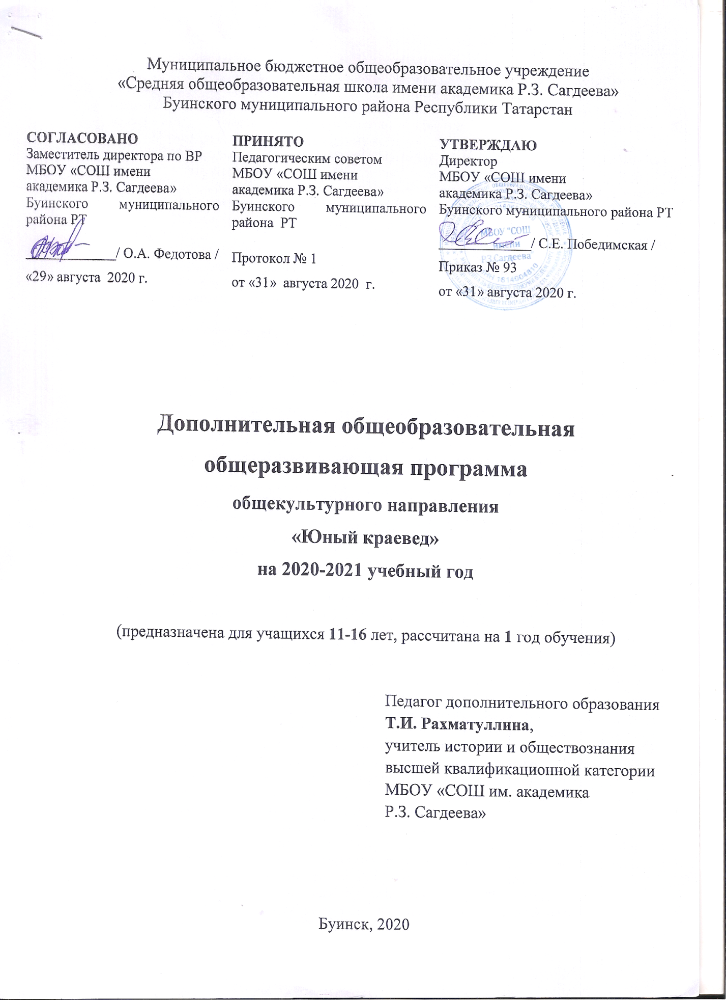 Муниципальное бюджетное общеобразовательное учреждение
«Средняя общеобразовательная школа имени академика Р.З. Сагдеева»
Буинского муниципального района Республики Татарстан
СОГЛАСОВАНО
Заместитель директора по ВР
МБОУ «СОШ имени
академика Р.З. Сагдеева»
Буинского муниципального
района РТ
/ О.А. Федотова /
«29» августа 2020 г.
ПРИНЯТО
Педагогическим советом
МБОУ «СОШ имени
академика Р.З. Сагдеева»
Буинского муниципального
района РТ
Протокол № 1
от «31» августа 2020 г.
УТВЕРЖДАЮ
Директор
МБОУ «СОШ имени
академика Р.З. Сагдеева»
Буинского муниципального района РТ
/ С.Е. Победимская /
Приказ № 93
от «31» августа 2020 г.
МБОУ "СОШ
имени
Р.З.Сагдеева
Дополнительная общеобразовательная
общеразвивающая программа
общекультурного направления
«Юный краевед»
на 2020-2021 учебный год
(предназначена для учащихся 11-16 лет, рассчитана на 1 год обучения)
Педагог дополнительного образования
Т.И. Рахматуллина,
учитель истории и обществознания
высшей квалификационной категории
МБОУ «СОШ им. академика
Р.З. Сагдеева»
Буинск, 2020